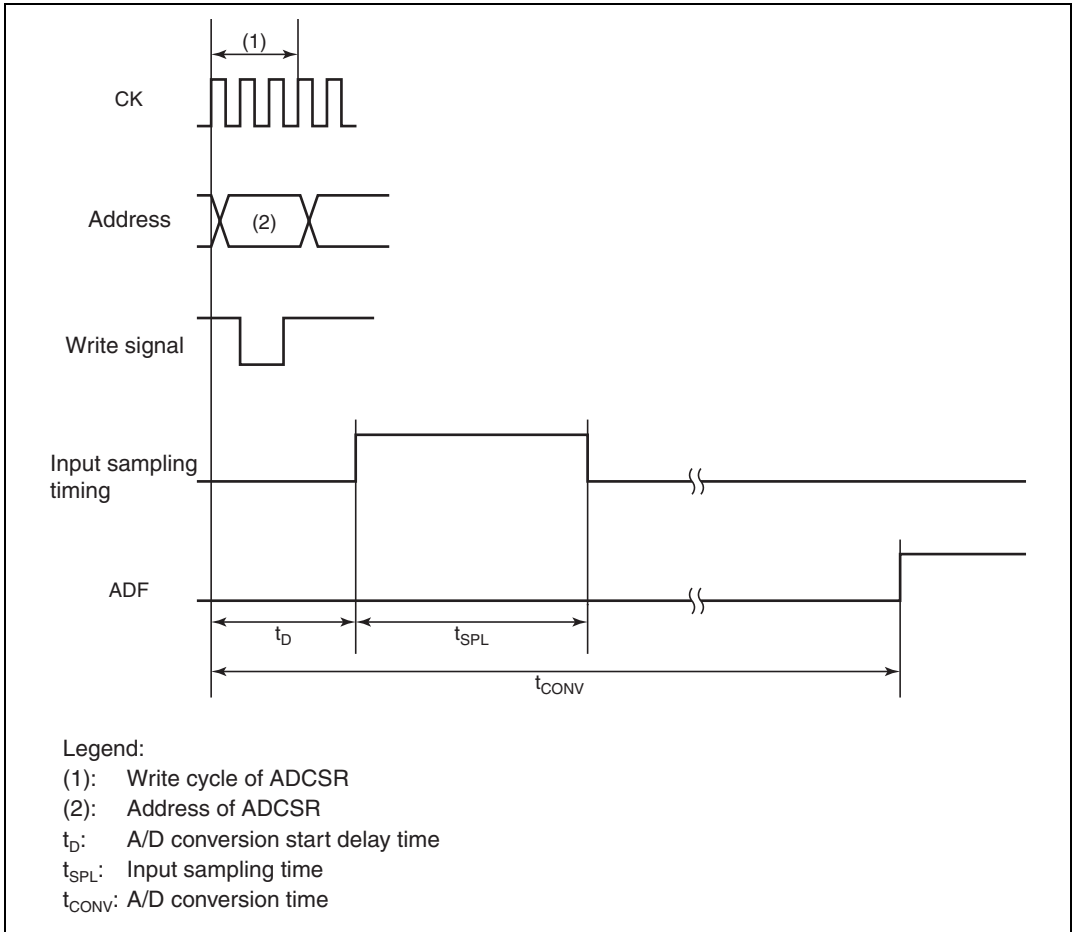 (1)
CK
Address
(2)
Write signal
Input sampling
timing
ADF
tD
tSPL
tCONV
Legend:
(1): Write cycle of ADCSR
(2): Address of ADCSR
tD: A/D conversion start delay time
tSPL: Input sampling time
tCONV: A/D conversion time